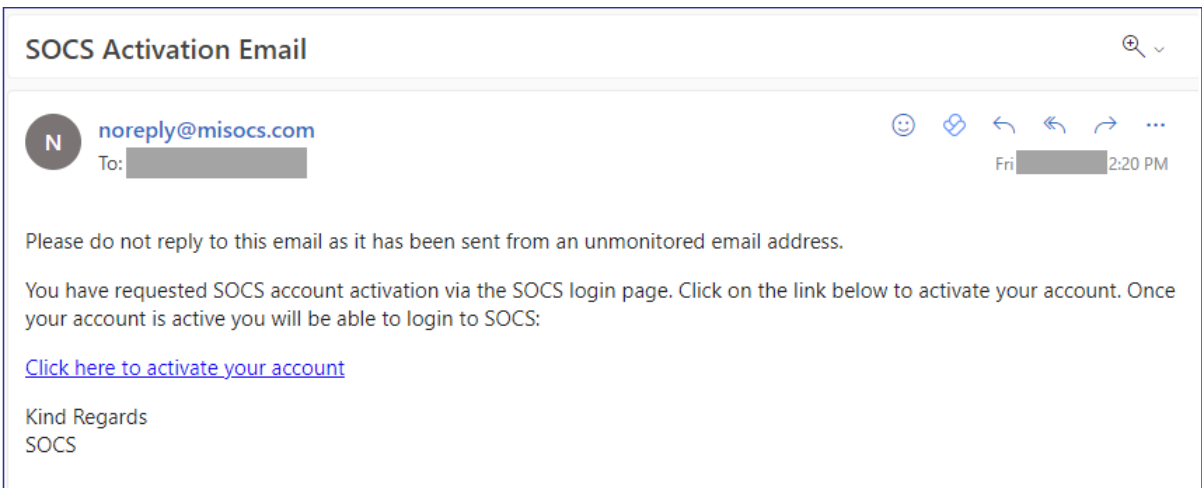 SOCS Activation Email
N
noreply@misocs.com
To:
Fri 2:20 PM
Please do not reply to this email as it has been sent from an unmonitored email address.
You have requested SOCS account activation via the SOCS login page. Click on the link below to activate your account. Once
your account is active you will be able to login to SOCS:
Click here to activate your account
Kind Regards
SOCS